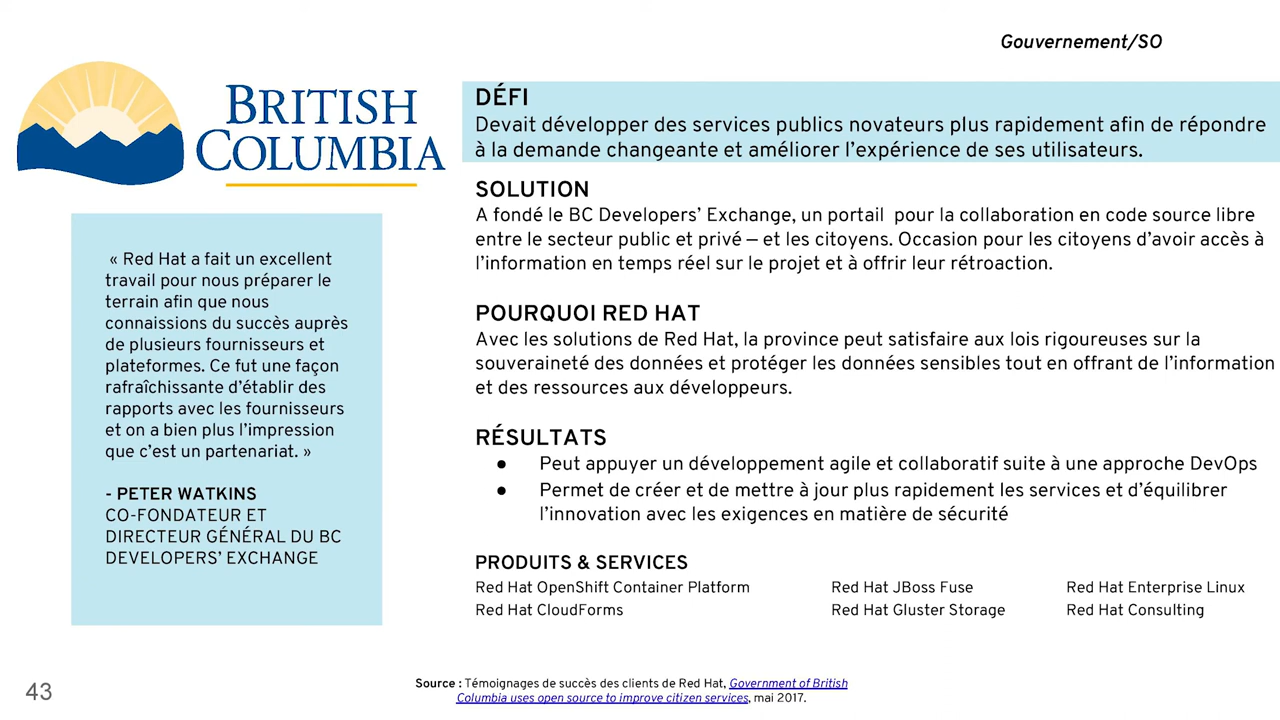 Gouvernement/SO
BRITISH
COLUMBIA
« Red Hat a fait un excellent
travail pour nous préparer le
terrain afin que nous
connaissions du succès auprès
de plusieurs fournisseurs et
plateformes. Ce fut une façon
rafraîchissante d’établir des
rapports avec les fournisseurs
et on a bien plus l’impression
que c’est un partenariat. »
- PETER WATKINS
CO-FONDATEUR ET
DIRECTEUR GÉNÉRAL DU BC
DEVELOPERS’ EXCHANGE
DÉFI
Devait développer des services publics novateurs plus rapidement afin de répondre
à la demande changeante et améliorer l’expérience de ses utilisateurs.
SOLUTION
A fondé le BC Developers’ Exchange, un portail pour la collaboration en code source libre
entre le secteur public et privé — et les citoyens. Occasion pour les citoyens d’avoir accès à
l’information en temps réel sur le projet et à offrir leur rétroaction.
POURQUOI RED HAT
Avec les solutions de Red Hat, la province peut satisfaire aux lois rigoureuses sur la
souveraineté des données et protéger les données sensibles tout en offrant de l’information
et des ressources aux développeurs.
RÉSULTATS
● Peut appuyer un développement agile et collaboratif suite à une approche DevOps
● Permet de créer et de mettre à jour plus rapidement les services et d’équilibrer
l’innovation avec les exigences en matière de sécurité
PRODUITS & SERVICES
Red Hat OpenShift Container Platform Red Hat JBoss Fuse Red Hat Enterprise Linux
Red Hat CloudForms Red Hat Gluster Storage Red Hat Consulting
Source : Témoignages de succès des clients de Red Hat, Government of British
Columbia uses open source to improve citizen services, mai 2017.
43